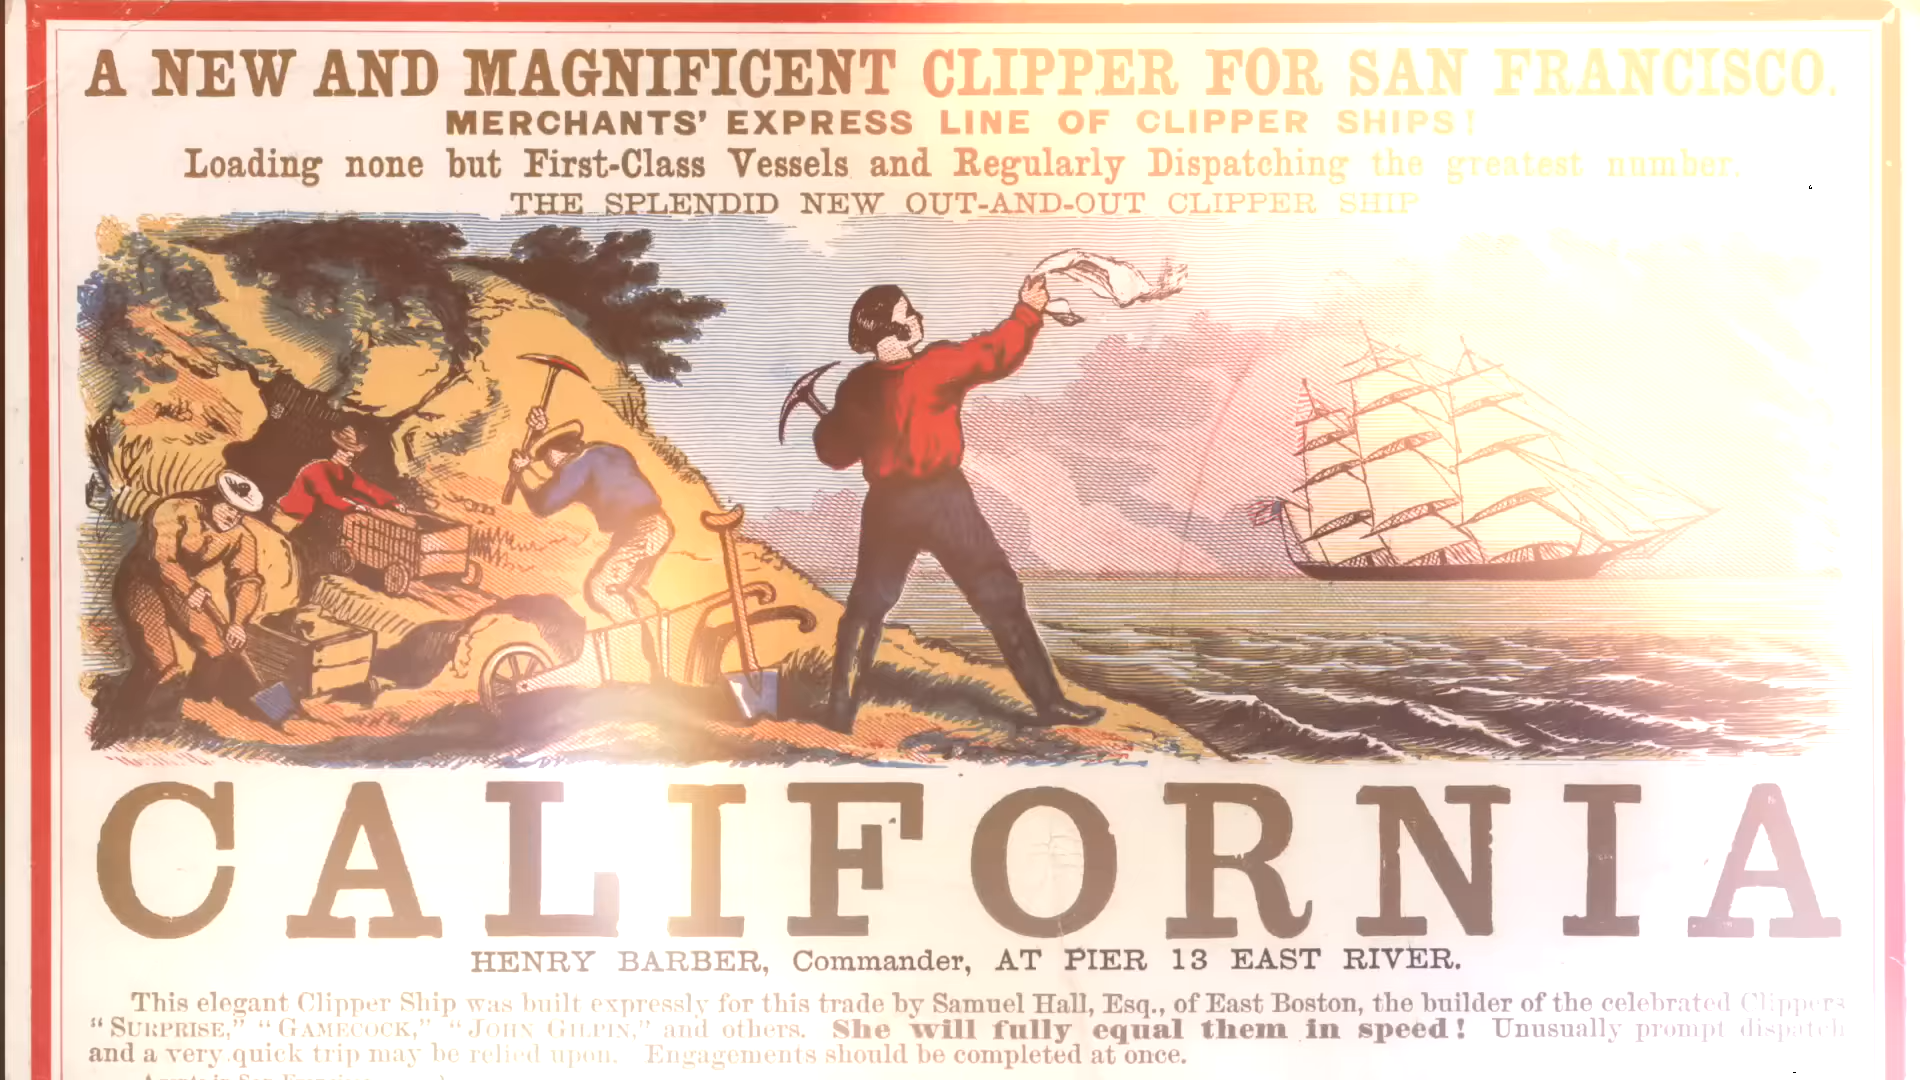 A NEW AND MAGNIFICENT CLIPPER FOR SAN FRANCISCO.
MERCHANTS' EXPRESS LINE OF CLIPPER SHIPS!
Loading none but First-Class Vessels and Regularly Dispatching the greatest number.
THE SPLENDID NEW OUT-AND-OUT CLIPPER SHIP
CALIFORNIA
HENRY BARBER, Commander, AT PIER 13 EAST RIVER.
This elegant Clipper Ship was built expressly for this trade by Samuel Hall, Esq., of East Boston, the builder of the celebrated Clippers
"SURPRISE," "GAMECOCK," "JOHN GILPIN," and others. She will fully equal them in speed! Unusually prompt dispatch
and a very quick trip may be relied upon. Engagements should be completed at once.